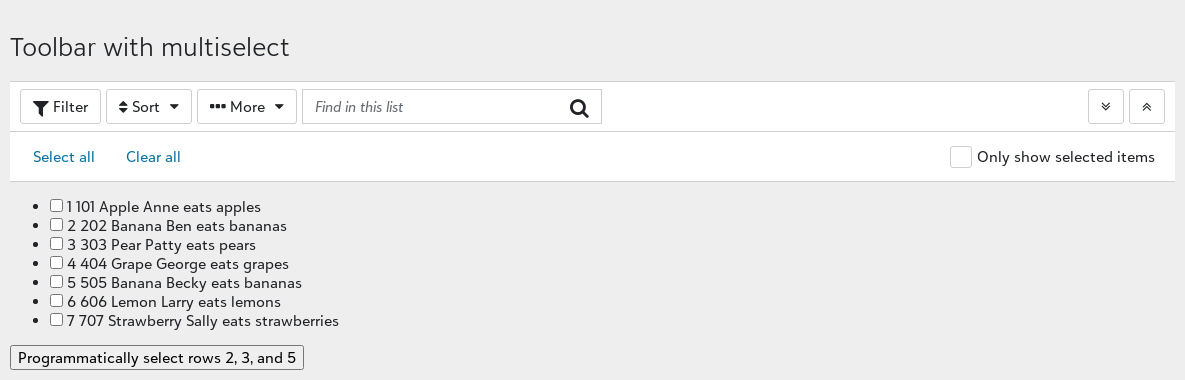 Toolbar with multiselect
Filter Sort More Find in this list
Select all Clear all Only show selected items
1 101 Apple Anne eats apples
2 202 Banana Ben eats bananas
3 303 Pear Patty eats pears
4 404 Grape George eats grapes
5 505 Banana Becky eats bananas
6 606 Lemon Larry eats lemons
7 707 Strawberry Sally eats strawberries
Programmatically select rows 2, 3, and 5